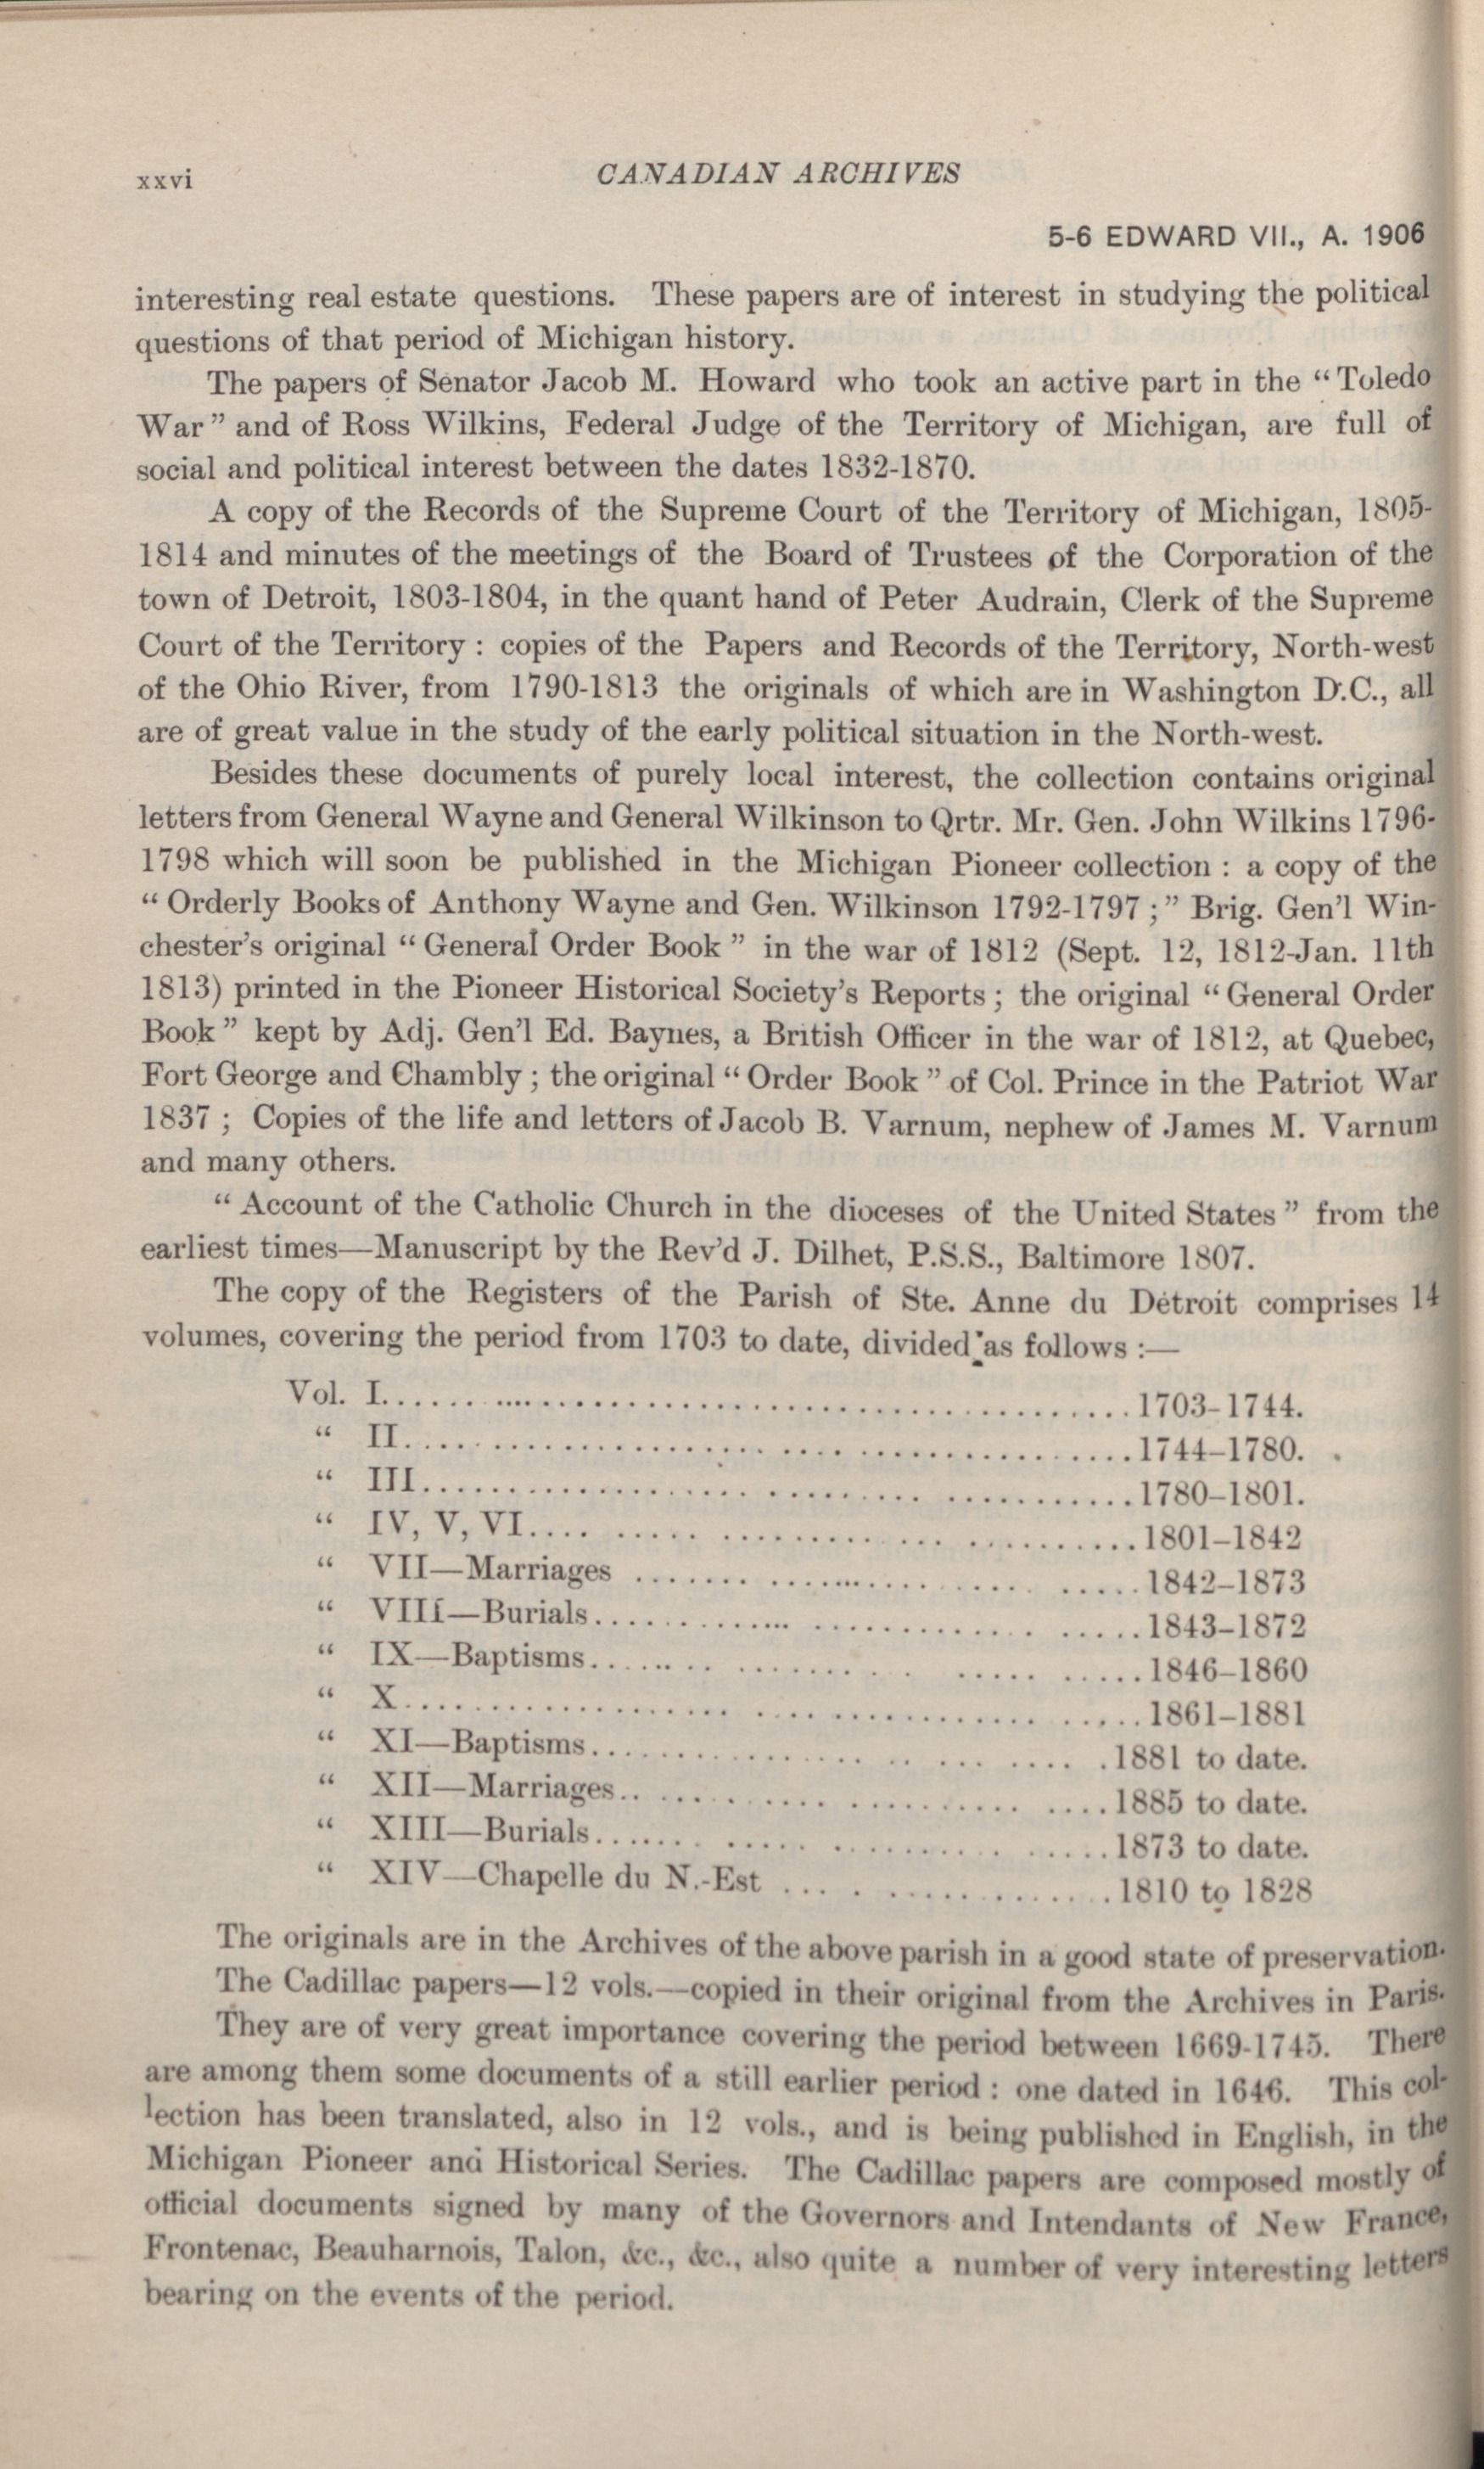 xxvi
CANADIAN ARCHIVES
5-6 EDWARD VII., A. 1906
interesting real estate questions. These papers are of interest in studying the political
questions of that period of Michigan history.
The papers of Senator Jacob M. Howard who took an active part in the “ Toledo
War ” and of Ross Wilkins, Federal Judge of the Territory of Michigan, are full of
social and political interest between the dates 1832-1870.
A copy of the Records of the Supreme Court of the Territory of Michigan, 1805-
1814 and minutes of the meetings of the Board of Trustees of the Corporation of the
town of Detroit, 1803-1804, in the quant hand of Peter Audrain, Clerk of the Supreme
Court of the Territory : copies of the Papers and Records of the Territory, North-west
of the Ohio River, from 1790-1813 the originals of which are in Washington D.C., all
are of great value in the study of the early political situation in the North-west.
Besides these documents of purely local interest, the collection contains original
letters from General Wayne and General Wilkinson to Qrtr. Mr. Gen. John Wilkins 1796-
1798 which will soon be published in the Michigan Pioneer collection : a copy of the
“ Orderly Books of Anthony Wayne and Gen. Wilkinson 1792-1797 ; ” Brig. Gen'l Win-
chester's original “ General Order Book ” in the war of 1812 (Sept. 12, 1812-Jan. 11th
1813) printed in the Pioneer Historical Society's Reports ; the original “ General Order
Book ” kept by Adj. Gen'l Ed. Baynes, a British Officer in the war of 1812, at Quebec,
Fort George and Chambly ; the original “ Order Book ” of Col. Prince in the Patriot War
1837 ; Copies of the life and letters of Jacob B. Varnum, nephew of James M. Varnum
and many others.
“ Account of the Catholic Church in the dioceses of the United States ” from the
earliest times—Manuscript by the Rev'd J. Dilhet, P.S.S., Baltimore 1807.
The copy of the Registers of the Parish of Ste. Anne du Détroit comprises 14
volumes, covering the period from 1703 to date, divided as follows :—
Vol. I........................................1703-1744.
“ II........................................1744-1780.
“ III........................................1780-1801.
“ IV, V, VI........................................1801-1842
“ VII—Marriages ........................................1842-1873
“ VIII—Burials........................................1843-1872
“ IX—Baptisms........................................1846-1860
“ X........................................1861-1881
“ XI—Baptisms........................................1881 to date.
“ XII—Marriages........................................1885 to date.
“ XIII—Burials........................................1873 to date.
“ XIV—Chapelle du N.-Est ........................................1810 to 1828
The originals are in the Archives of the above parish in a good state of preservation.
The Cadillac papers—12 vols.—copied in their original from the Archives in Paris.
They are of very great importance covering the period between 1669-1745. There
are among them some documents of a still earlier period : one dated in 1646. This col-
lection has been translated, also in 12 vols., and is being published in English, in the
Michigan Pioneer and Historical Series. The Cadillac papers are composed mostly of
official documents signed by many of the Governors and Intendants of New France,
Frontenac, Beauharnois, Talon, &c., &c., also quite a number of very interesting letters
bearing on the events of the period.